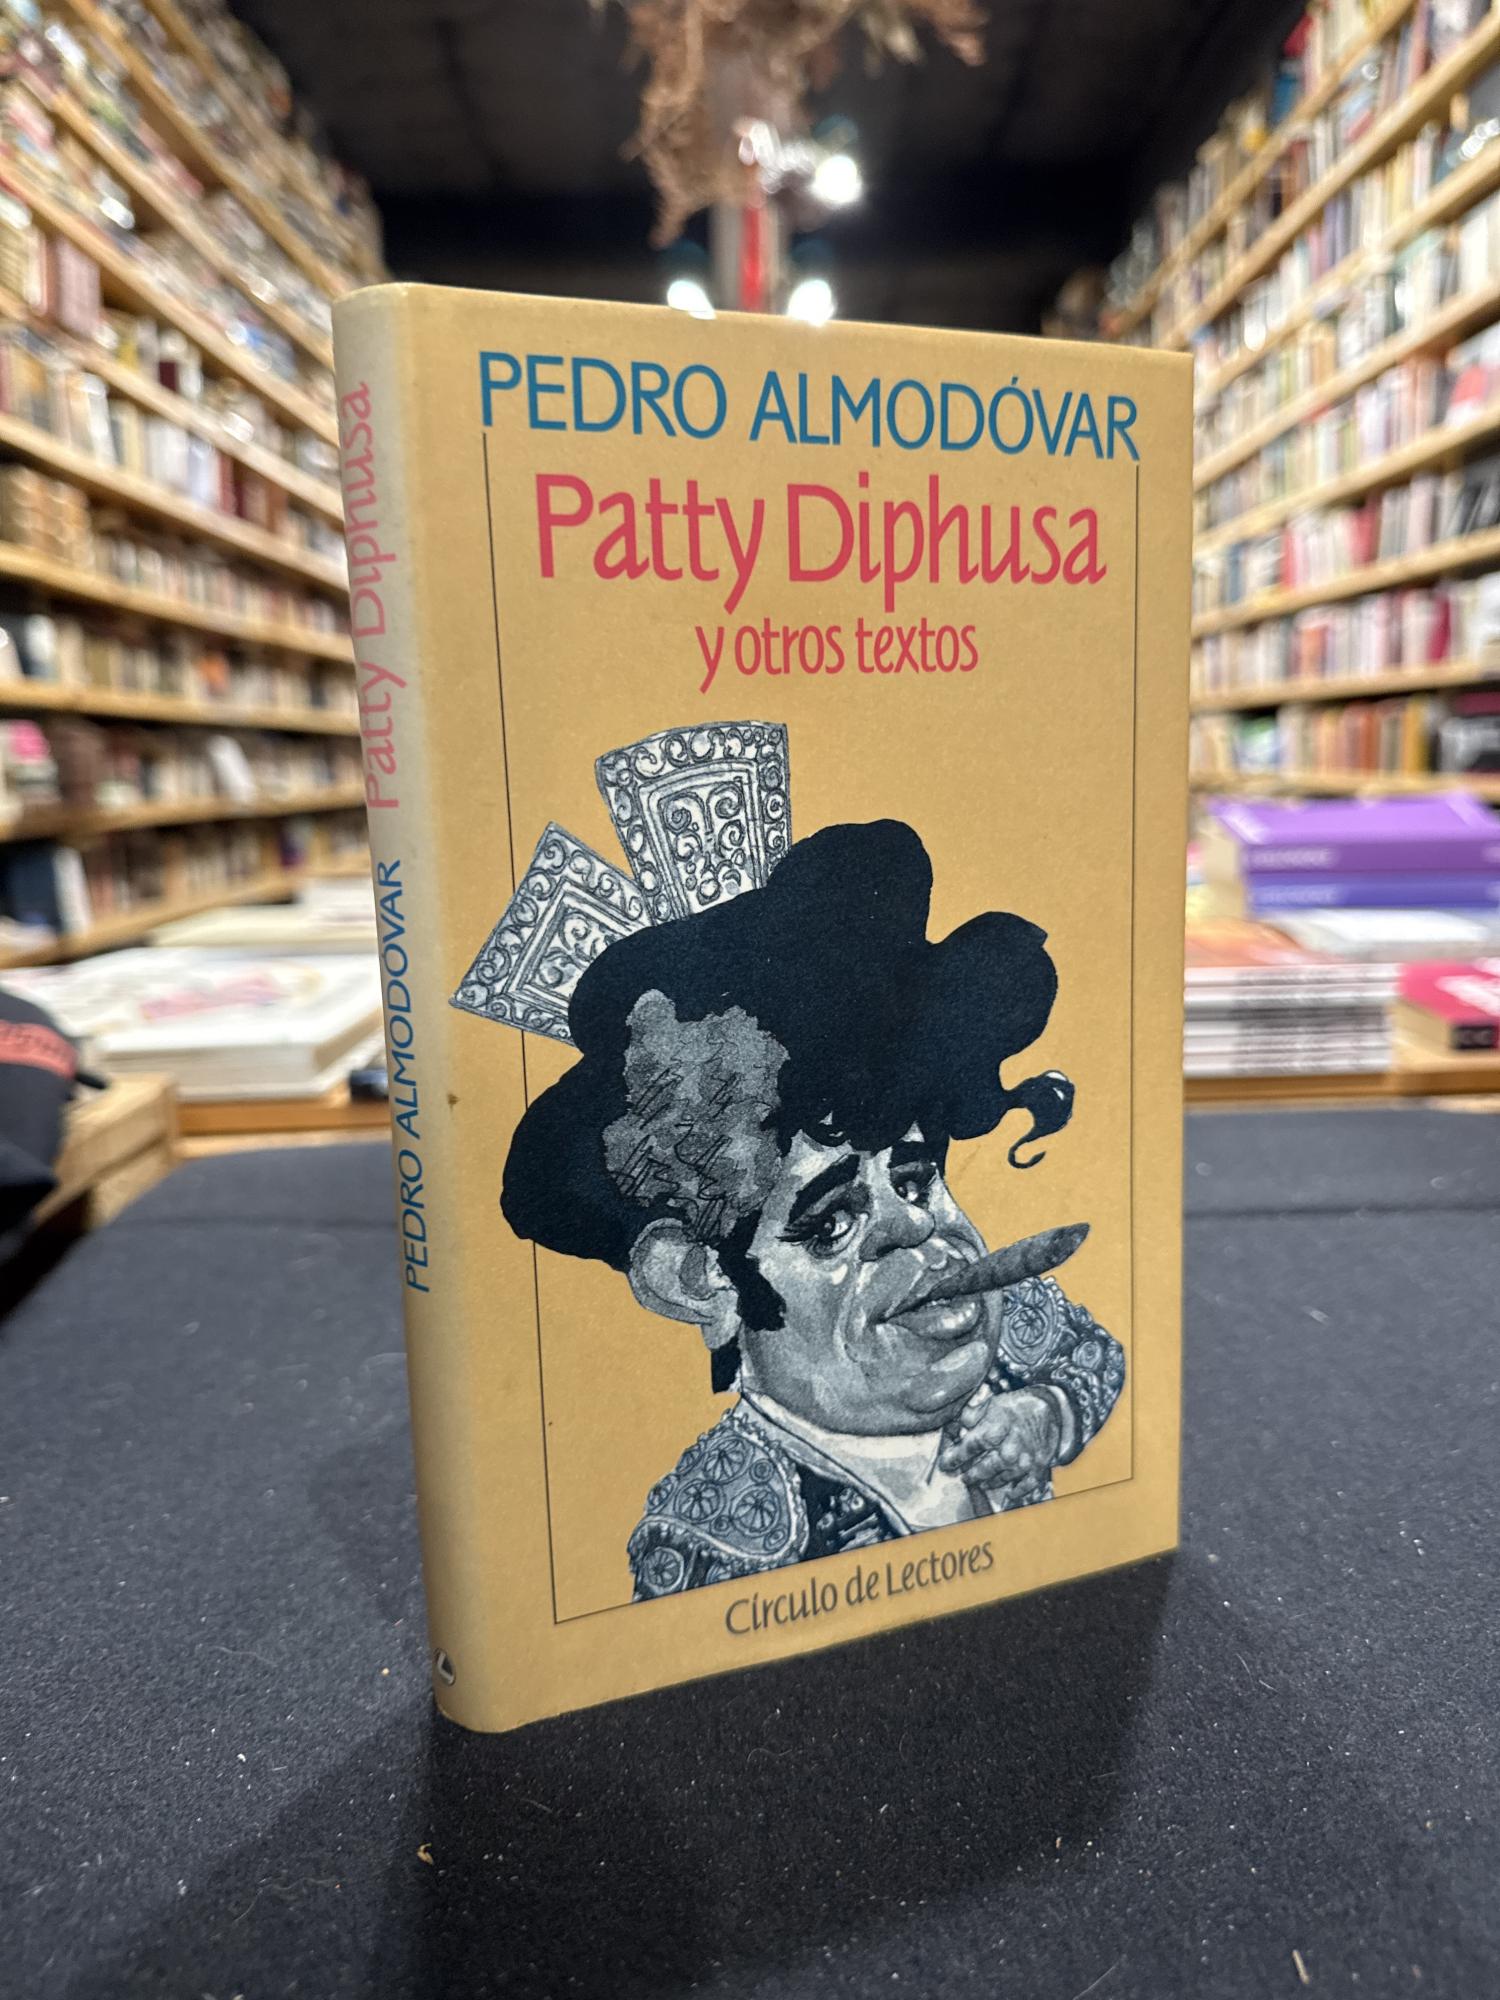 PEDRO ALMODÓVAR
Patty Diphusa
y otros textos
Círculo de Lectores
PEDRO ALMODÓVAR Patty Diphusa